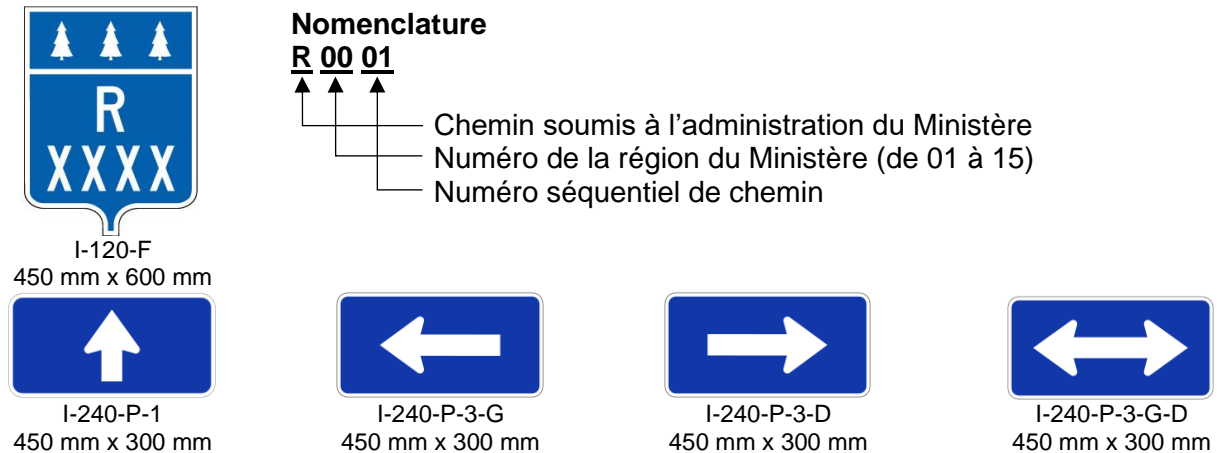 Nomenclature
R 00 01
Chemin soumis à l’administration du Ministère
Numéro de la région du Ministère (de 01 à 15)
Numéro séquentiel de chemin
R
XXXX
I-120-F
450 mm x 600 mm
I-240-P-1
450 mm x 300 mm
I-240-P-3-G
450 mm x 300 mm
I-240-P-3-D
450 mm x 300 mm
I-240-P-3-G-D
450 mm x 300 mm